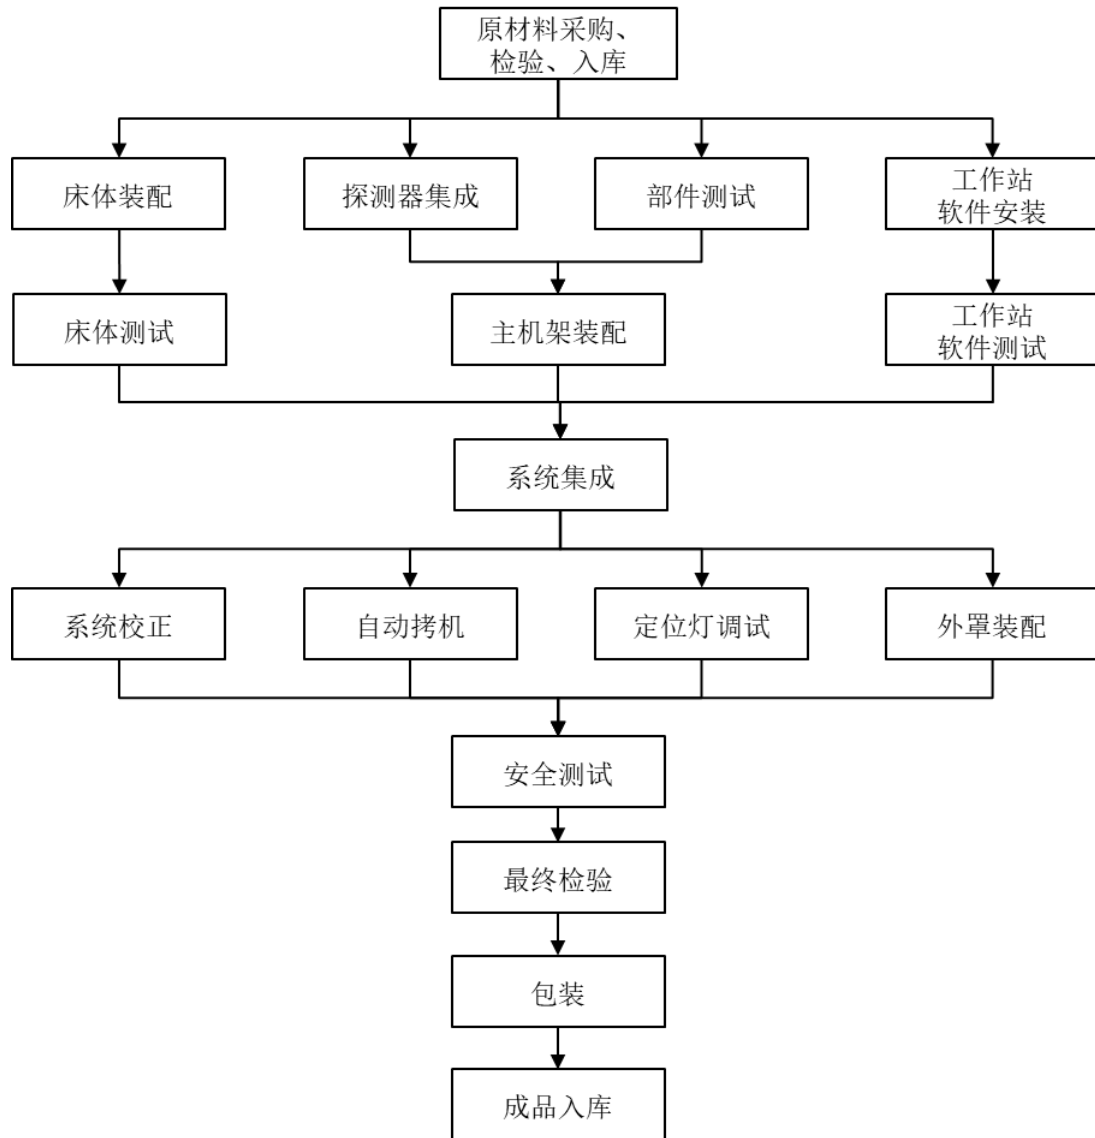 原材料采购、
检验、入库
床体装配
探测器集成
部件测试
工作站
软件安装
床体测试
主机架装配
工作站
软件测试
系统集成
系统校正
自动拷机
定位灯调试
外罩装配
安全测试
最终检验
包装
成品入库